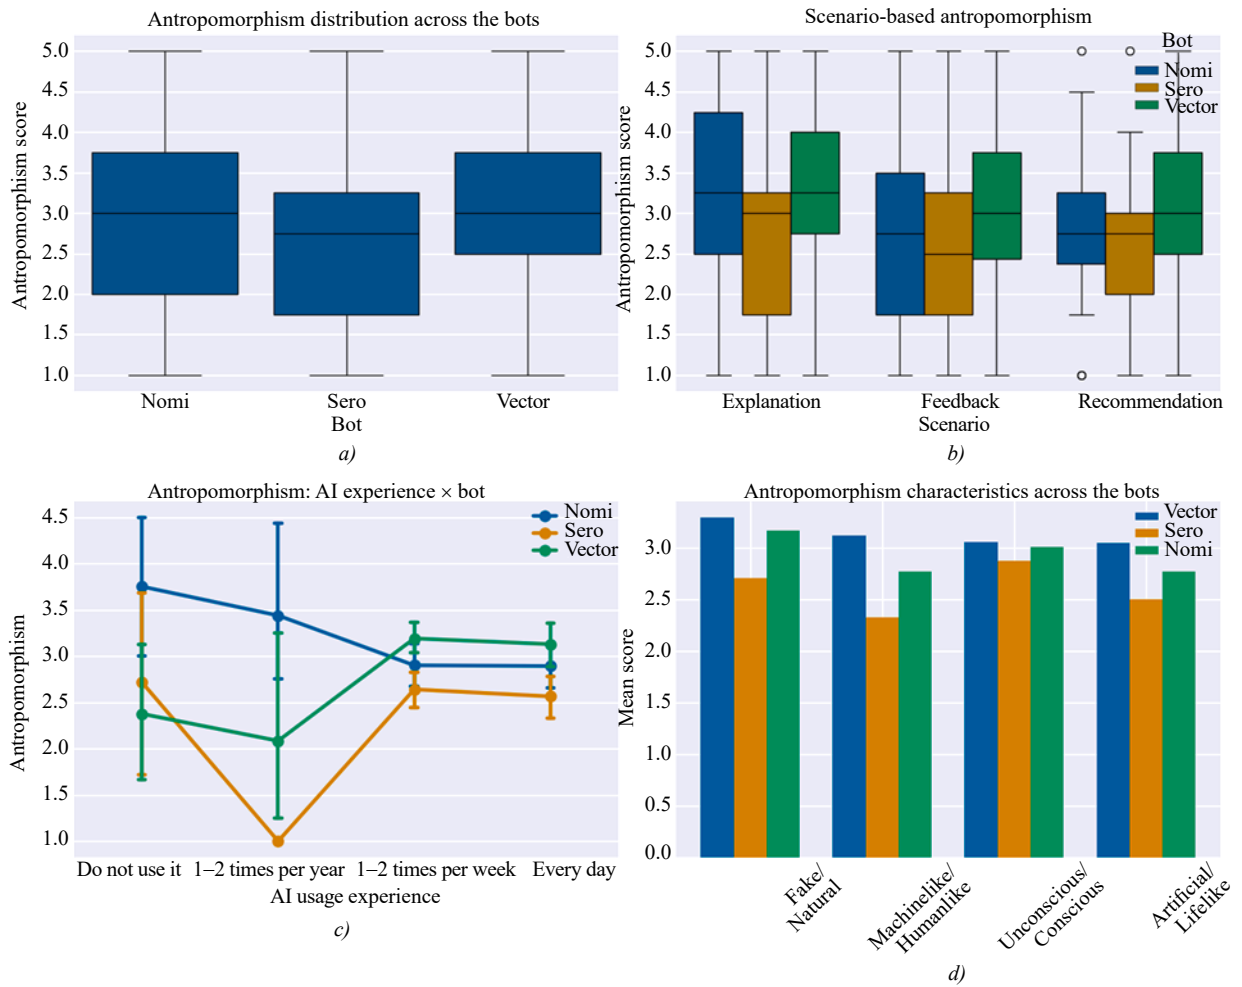 Antropomorphism distribution across the bots
Antropomorphism score
5.0
4.5
4.0
3.5
3.0
2.5
2.0
1.5
1.0
Nomi
Sero
Vector
Bot
a)
Scenario-based antropomorphism
Antropomorphism score
5.0
4.5
4.0
3.5
3.0
2.5
2.0
1.5
1.0
Bot
Nomi
Sero
Vector
Explanation
Feedback
Recommendation
Scenario
b)
Antropomorphism: AI experience × bot
Antropomorphism
4.5
4.0
3.5
3.0
2.5
2.0
1.5
1.0
Nomi
Sero
Vector
Do not use it
1–2 times per year
1–2 times per week
Every day
AI usage experience
c)
Antropomorphism characteristics across the bots
Mean score
3.0
2.5
2.0
1.5
1.0
0.5
0.0
Vector
Sero
Nomi
Fake/
Natural
Machinelike/
Humanlike
Unconscious/
Conscious
Artificial/
Lifelike
d)